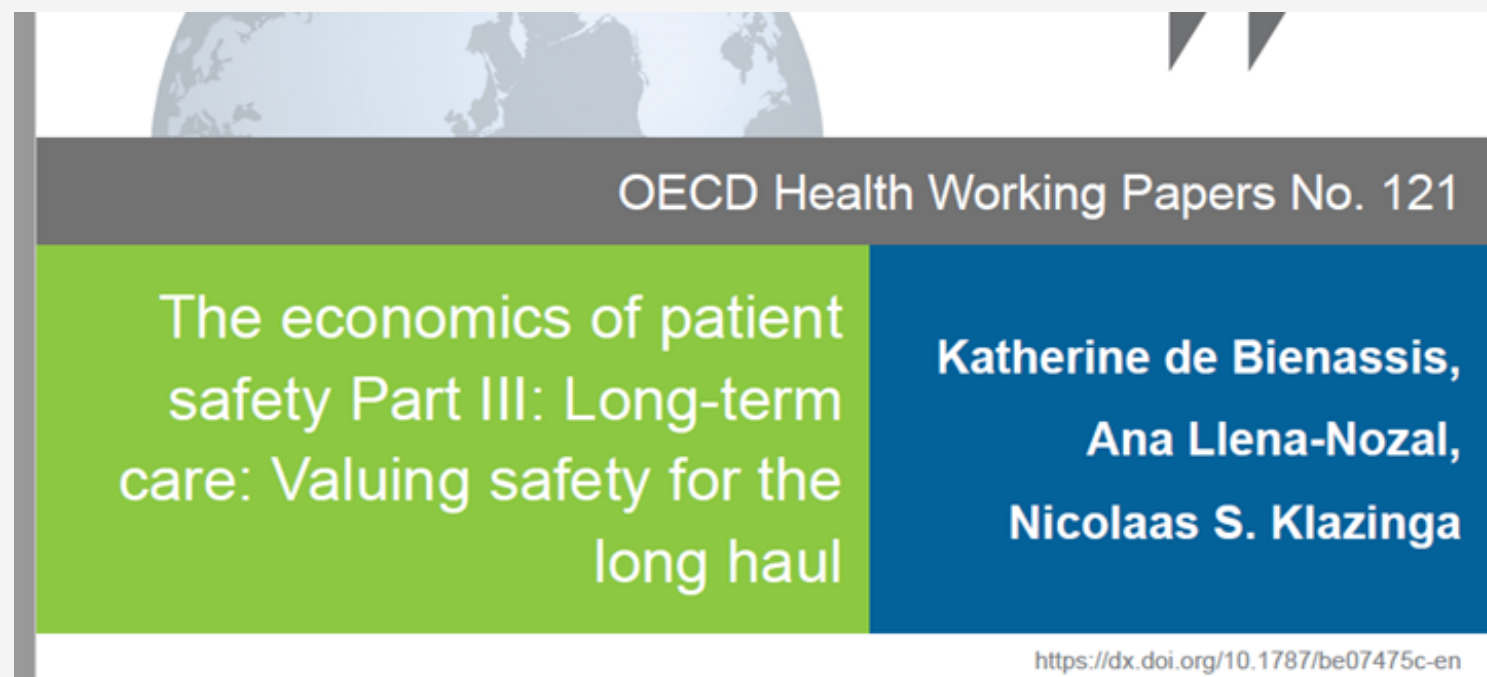 OECD Health Working Papers No. 121
The economics of patient
safety Part III: Long-term
care: Valuing safety for the
long haul
Katherine de Bienassis,
Ana Llena-Nozal,
Nicolaas S. Klazinga
https://dx.doi.org/10.1787/be07475c-en